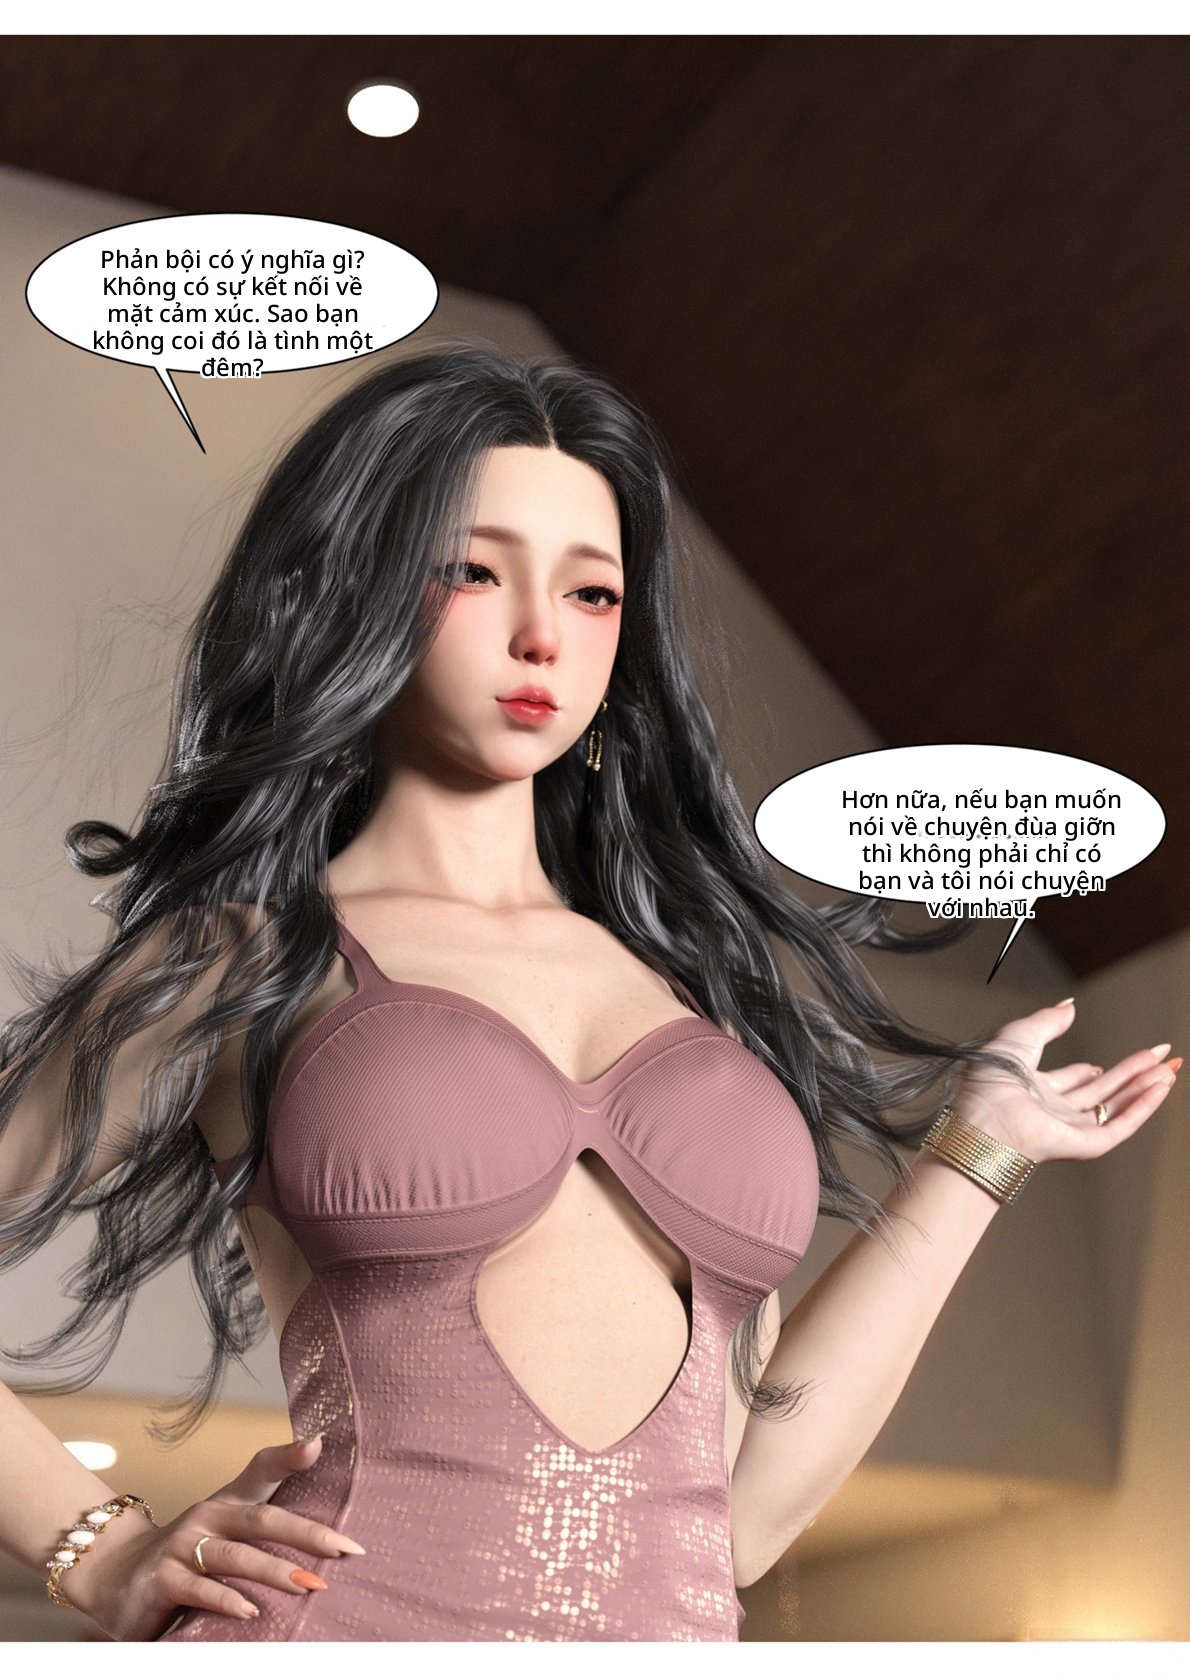 Phản bội có ý nghĩa gì?
Không có sự kết nối về
mặt cảm xúc. Sao bạn
không coi đó là tình một
đêm?
Hơn nữa, nếu bạn muốn
nói về chuyện đùa giỡn
thì không phải chỉ có
bạn và tôi nói chuyện
với nhau.